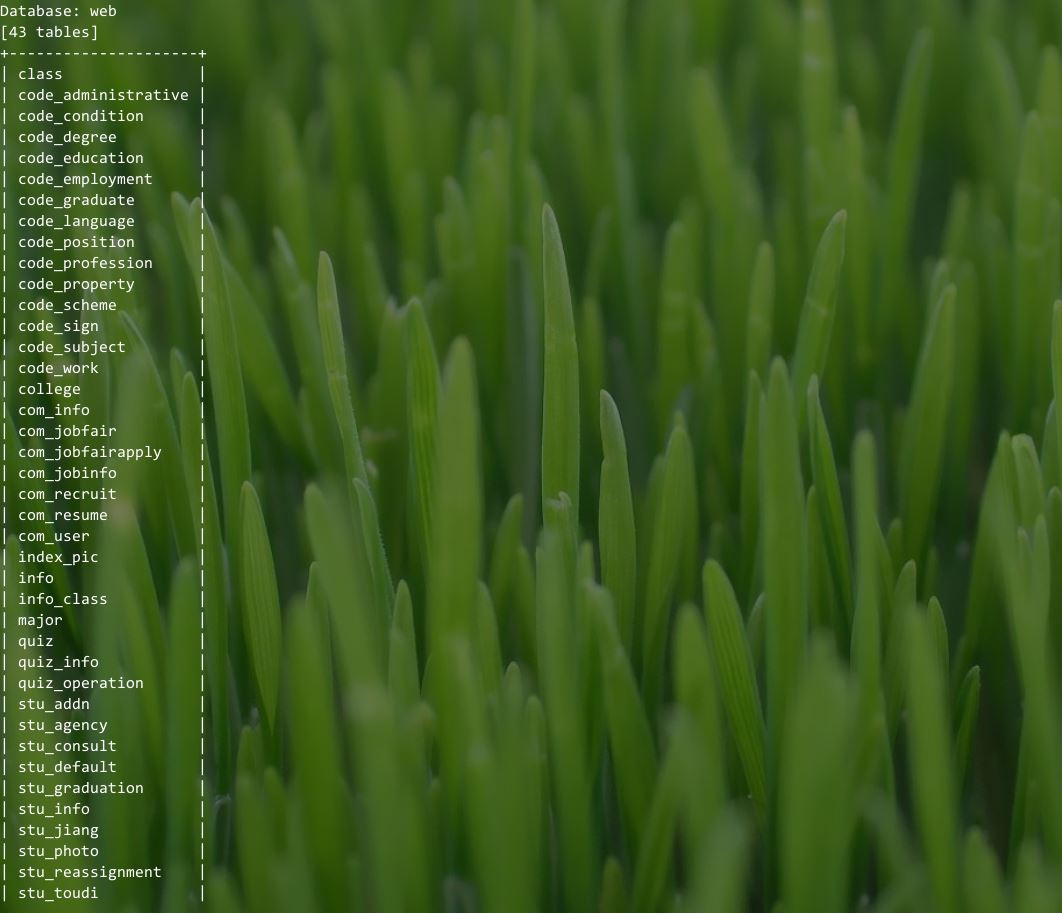 Database: web
[43 tables]
+---------------------+
| class               |
| code_administrative |
| code_condition      |
| code_degree         |
| code_education      |
| code_employment     |
| code_graduate       |
| code_language       |
| code_position       |
| code_profession     |
| code_property       |
| code_scheme         |
| code_sign           |
| code_subject        |
| code_work           |
| college             |
| com_info            |
| com_jobfair         |
| com_jobfairapply    |
| com_jobinfo         |
| com_recruit         |
| com_resume          |
| com_user            |
| index_pic           |
| info                |
| info_class          |
| major               |
| quiz                |
| quiz_info           |
| quiz_operation      |
| stu_addn            |
| stu_agency          |
| stu_consult         |
| stu_default         |
| stu_graduation      |
| stu_info            |
| stu_jiang           |
| stu_photo           |
| stu_reassignment    |
| stu_toudi           |